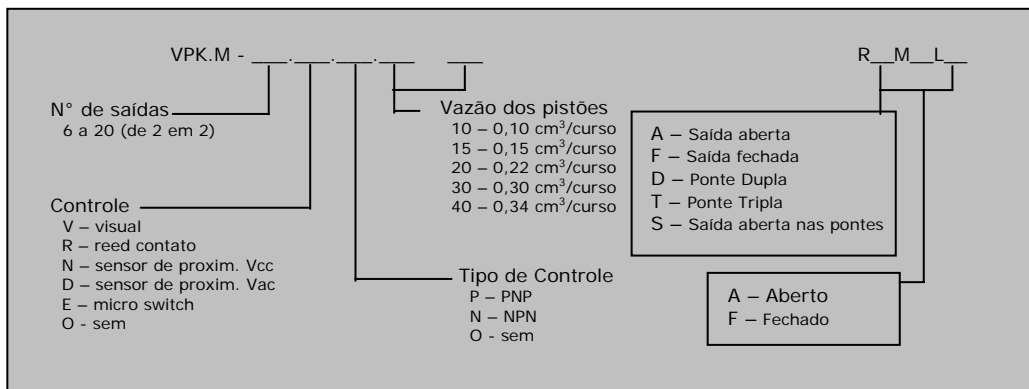 VPK.M - ___.___.___.___ ___
R__M__L__
N° de saídas
6 a 20 (de 2 em 2)
Controle
V – visual
R – reed contato
N – sensor de proxim. Vcc
D – sensor de proxim. Vac
E – micro switch
O - sem
Vazão dos pistões
10 – 0,10 cm³/curso
15 – 0,15 cm³/curso
20 – 0,22 cm³/curso
30 – 0,30 cm³/curso
40 – 0,34 cm³/curso
Tipo de Controle
P – PNP
N – NPN
O – sem
A – Saída aberta
F – Saída fechada
D – Ponte Dupla
T – Ponte Tripla
S – Saída aberta nas pontes
A – Aberto
F – Fechado